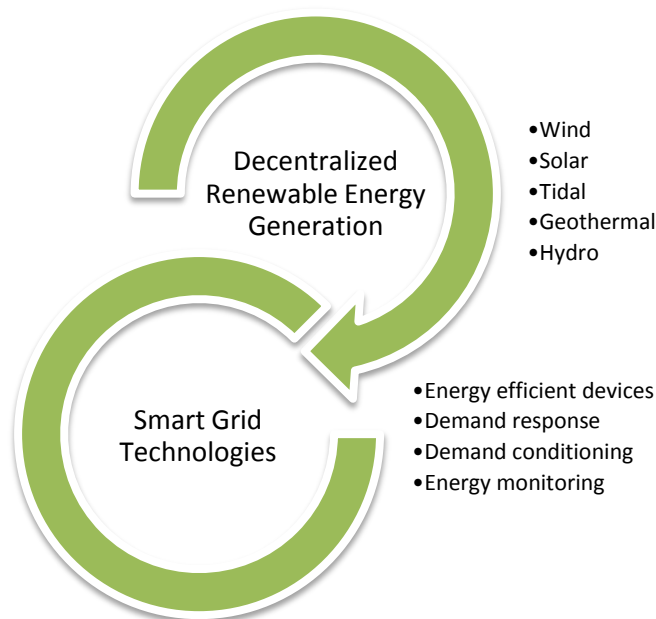 Decentralized
Renewable Energy
Generation
•Wind
•Solar
•Tidal
•Geothermal
•Hydro
Smart Grid
Technologies
•Energy efficient devices
•Demand response
•Demand conditioning
•Energy monitoring